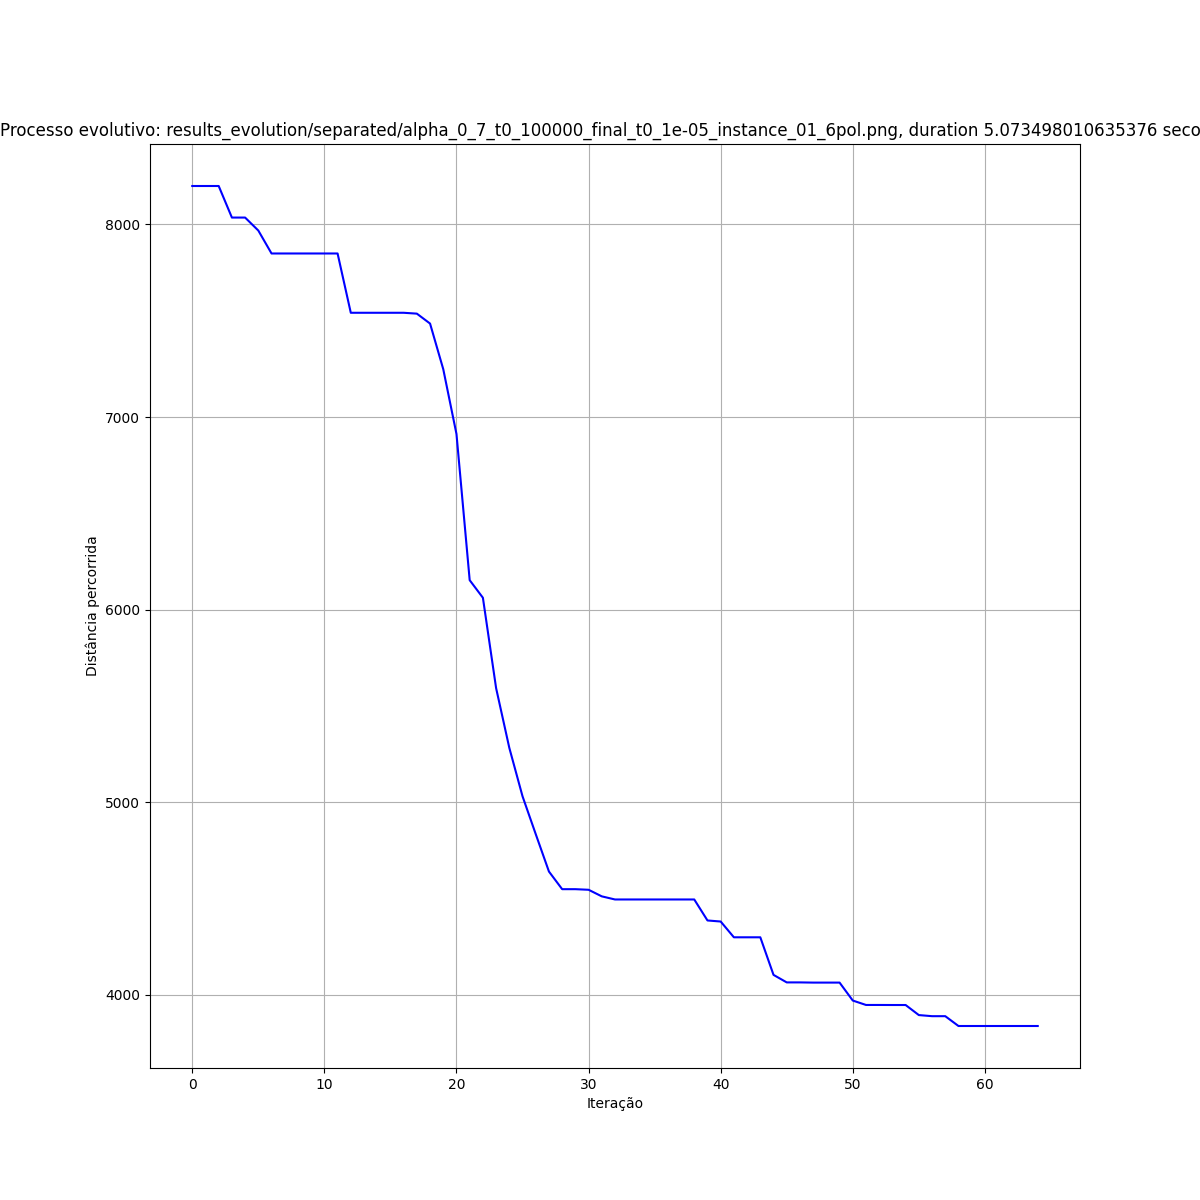 Processo evolutivo: results_evolution/separated/alpha_0_7_t0_100000_final_t0_1e-05_instance_01_6pol.png, duration 5.073498010635376 seco
8000
7000
6000
5000
4000
Distância percorrida
0 10 20 30 40 50 60
Iteração